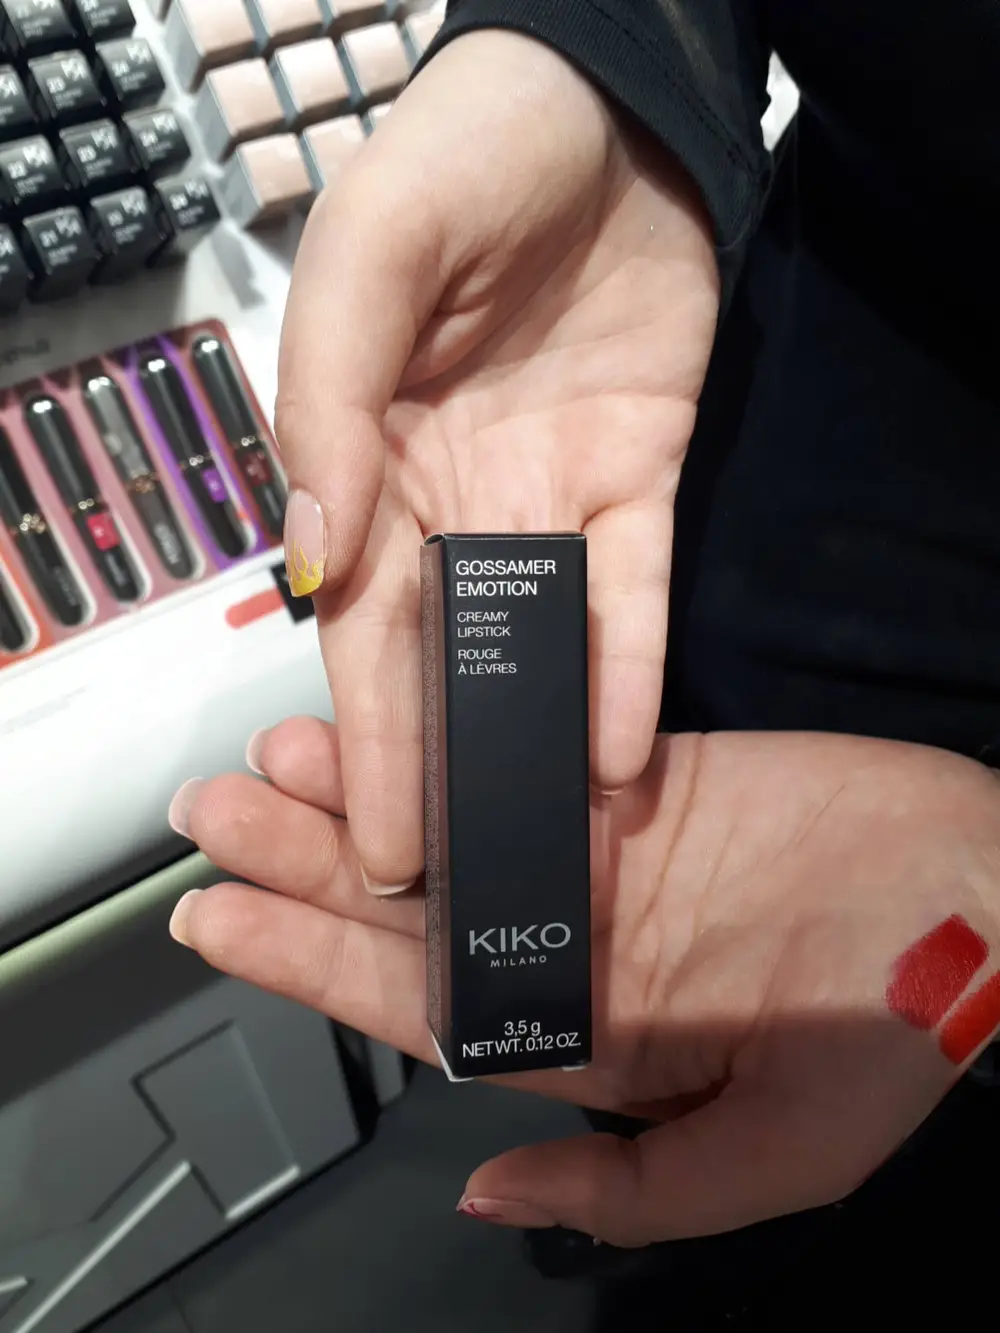 GOSSAMER
EMOTION
CREAMY
LIPSTICK
ROUGE
À LÈVRES
KIKO
MILANO
3,5 g
NET WT. 0.12 OZ.